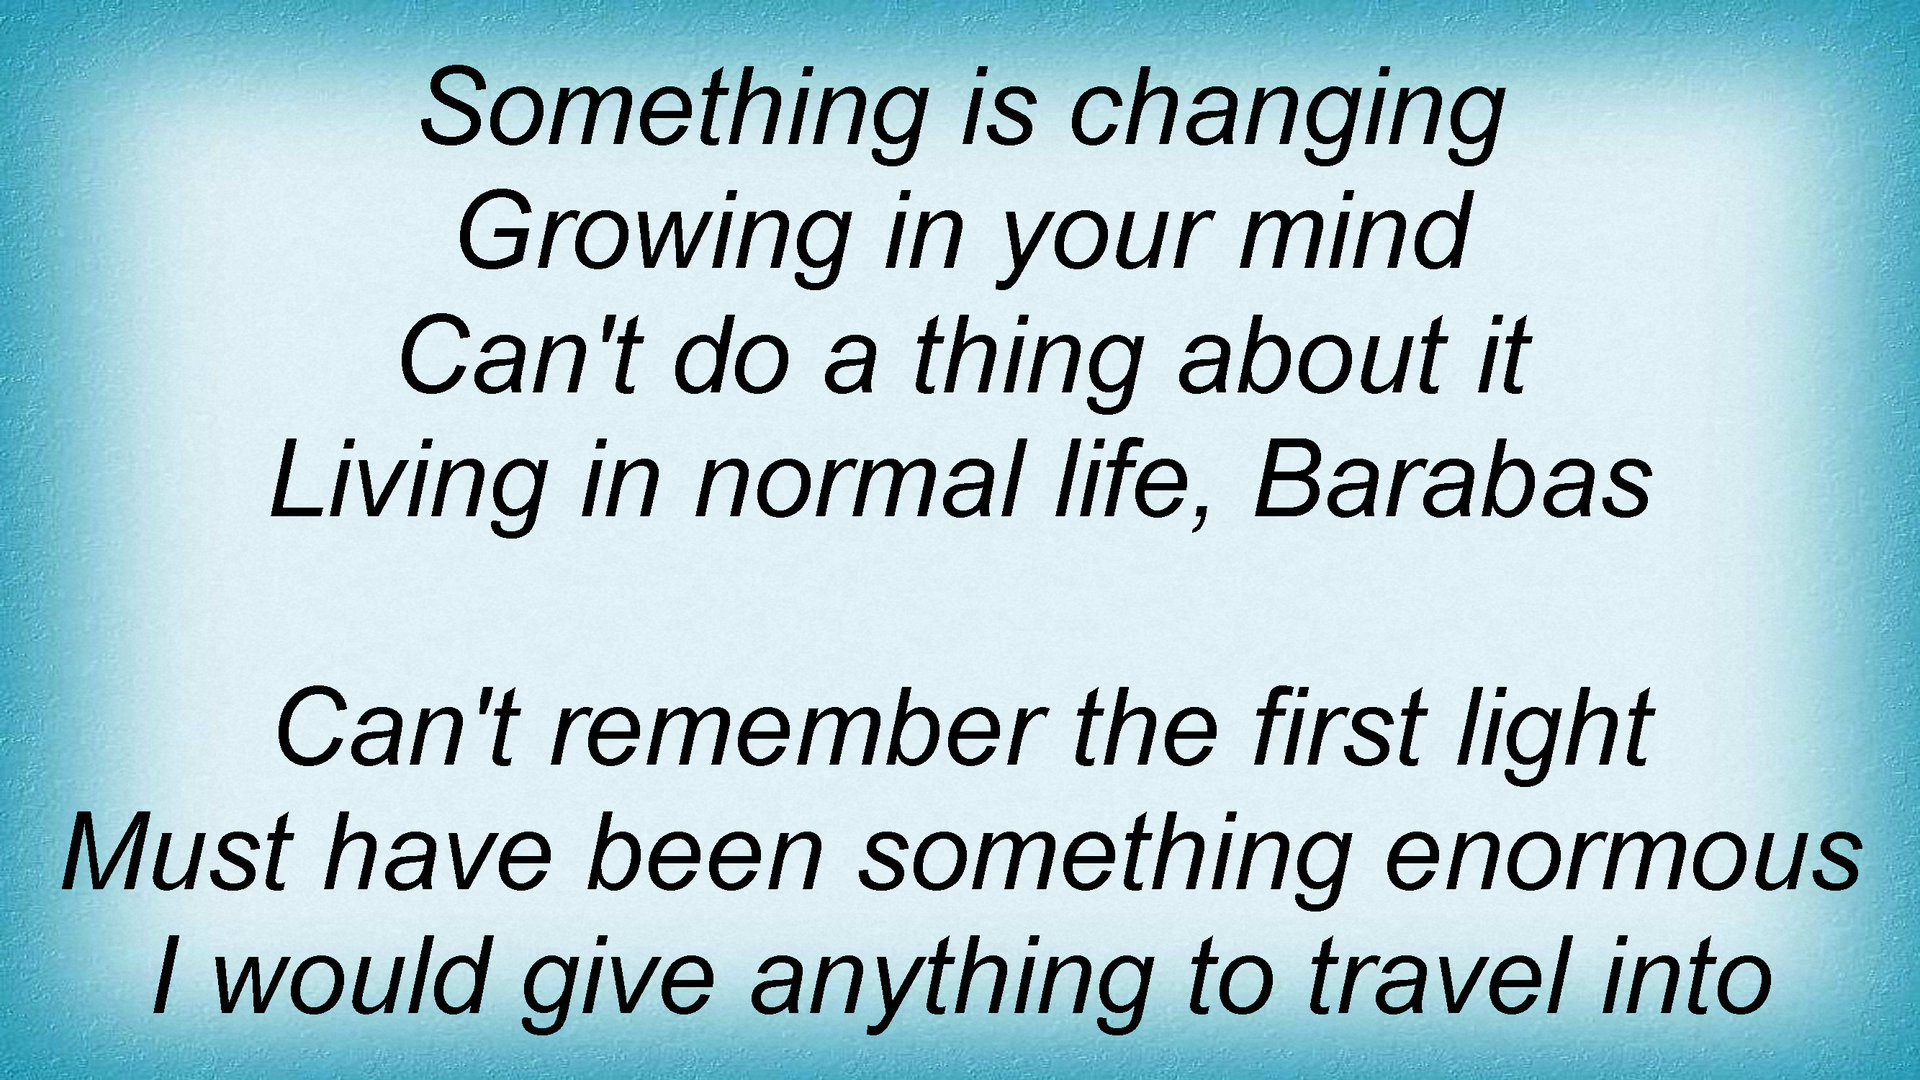 Something is changing
Growing in your mind
Can't do a thing about it
Living in normal life, Barabas
Can't remember the first light
Must have been something enormous
I would give anything to travel into